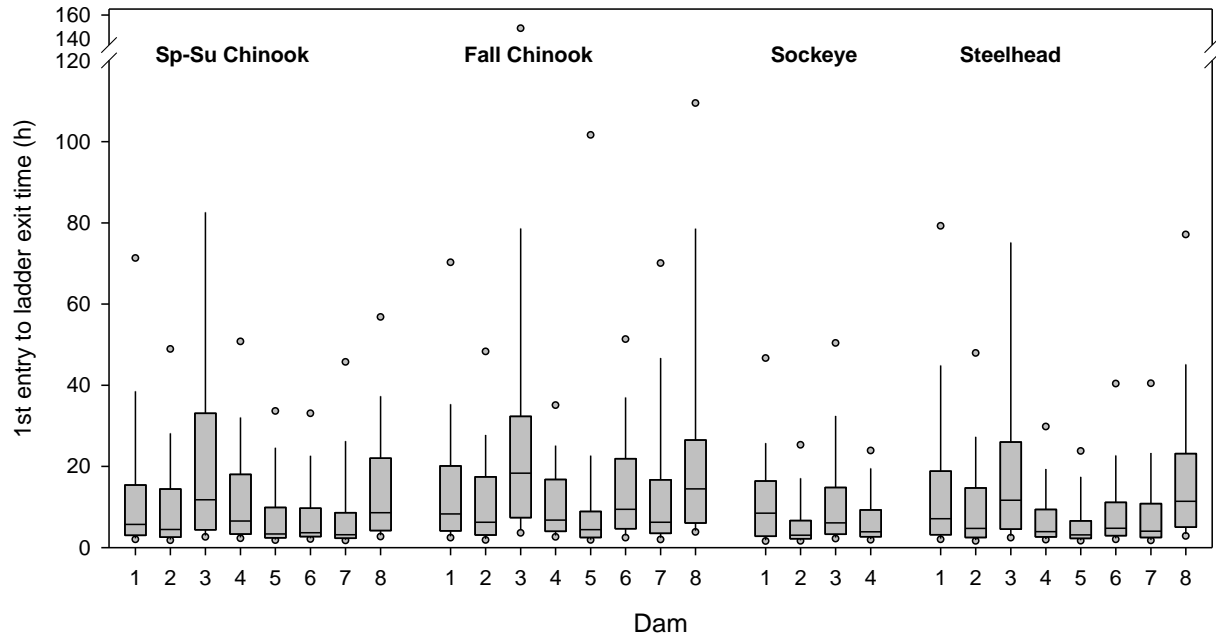 160
140
120
Sp-Su Chinook Fall Chinook Sockeye Steelhead
100
80
60
40
20
0
1st entry to ladder exit time (h)
1 2 3 4 5 6 7 8 1 2 3 4 5 6 7 8 1 2 3 4 1 2 3 4 5 6 7 8
Dam